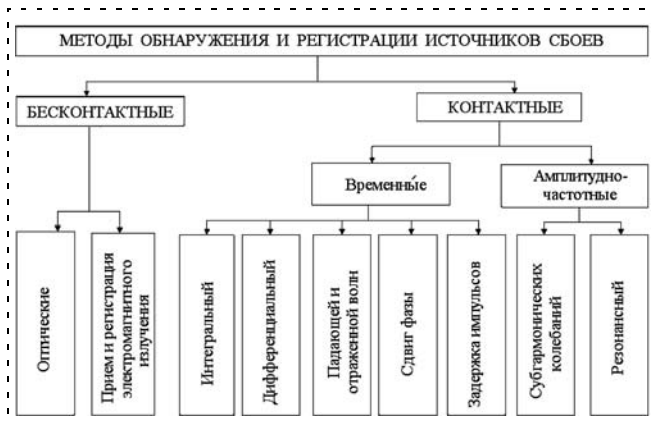 МЕТОДЫ ОБНАРУЖЕНИЯ И РЕГИСТРАЦИИ ИСТОЧНИКОВ СБОЕВ
БЕСКОНТАКТНЫЕ
КОНТАКТНЫЕ
Временны́е
Амплитудно-
частотные
Оптические
Прием и регистрация
электромагнитного
излучения
Интегральный
Дифференциальный
Падающей и
отраженной волн
Сдвиг фазы
Задержка импульсов
Субгармонических
колебаний
Резонансный